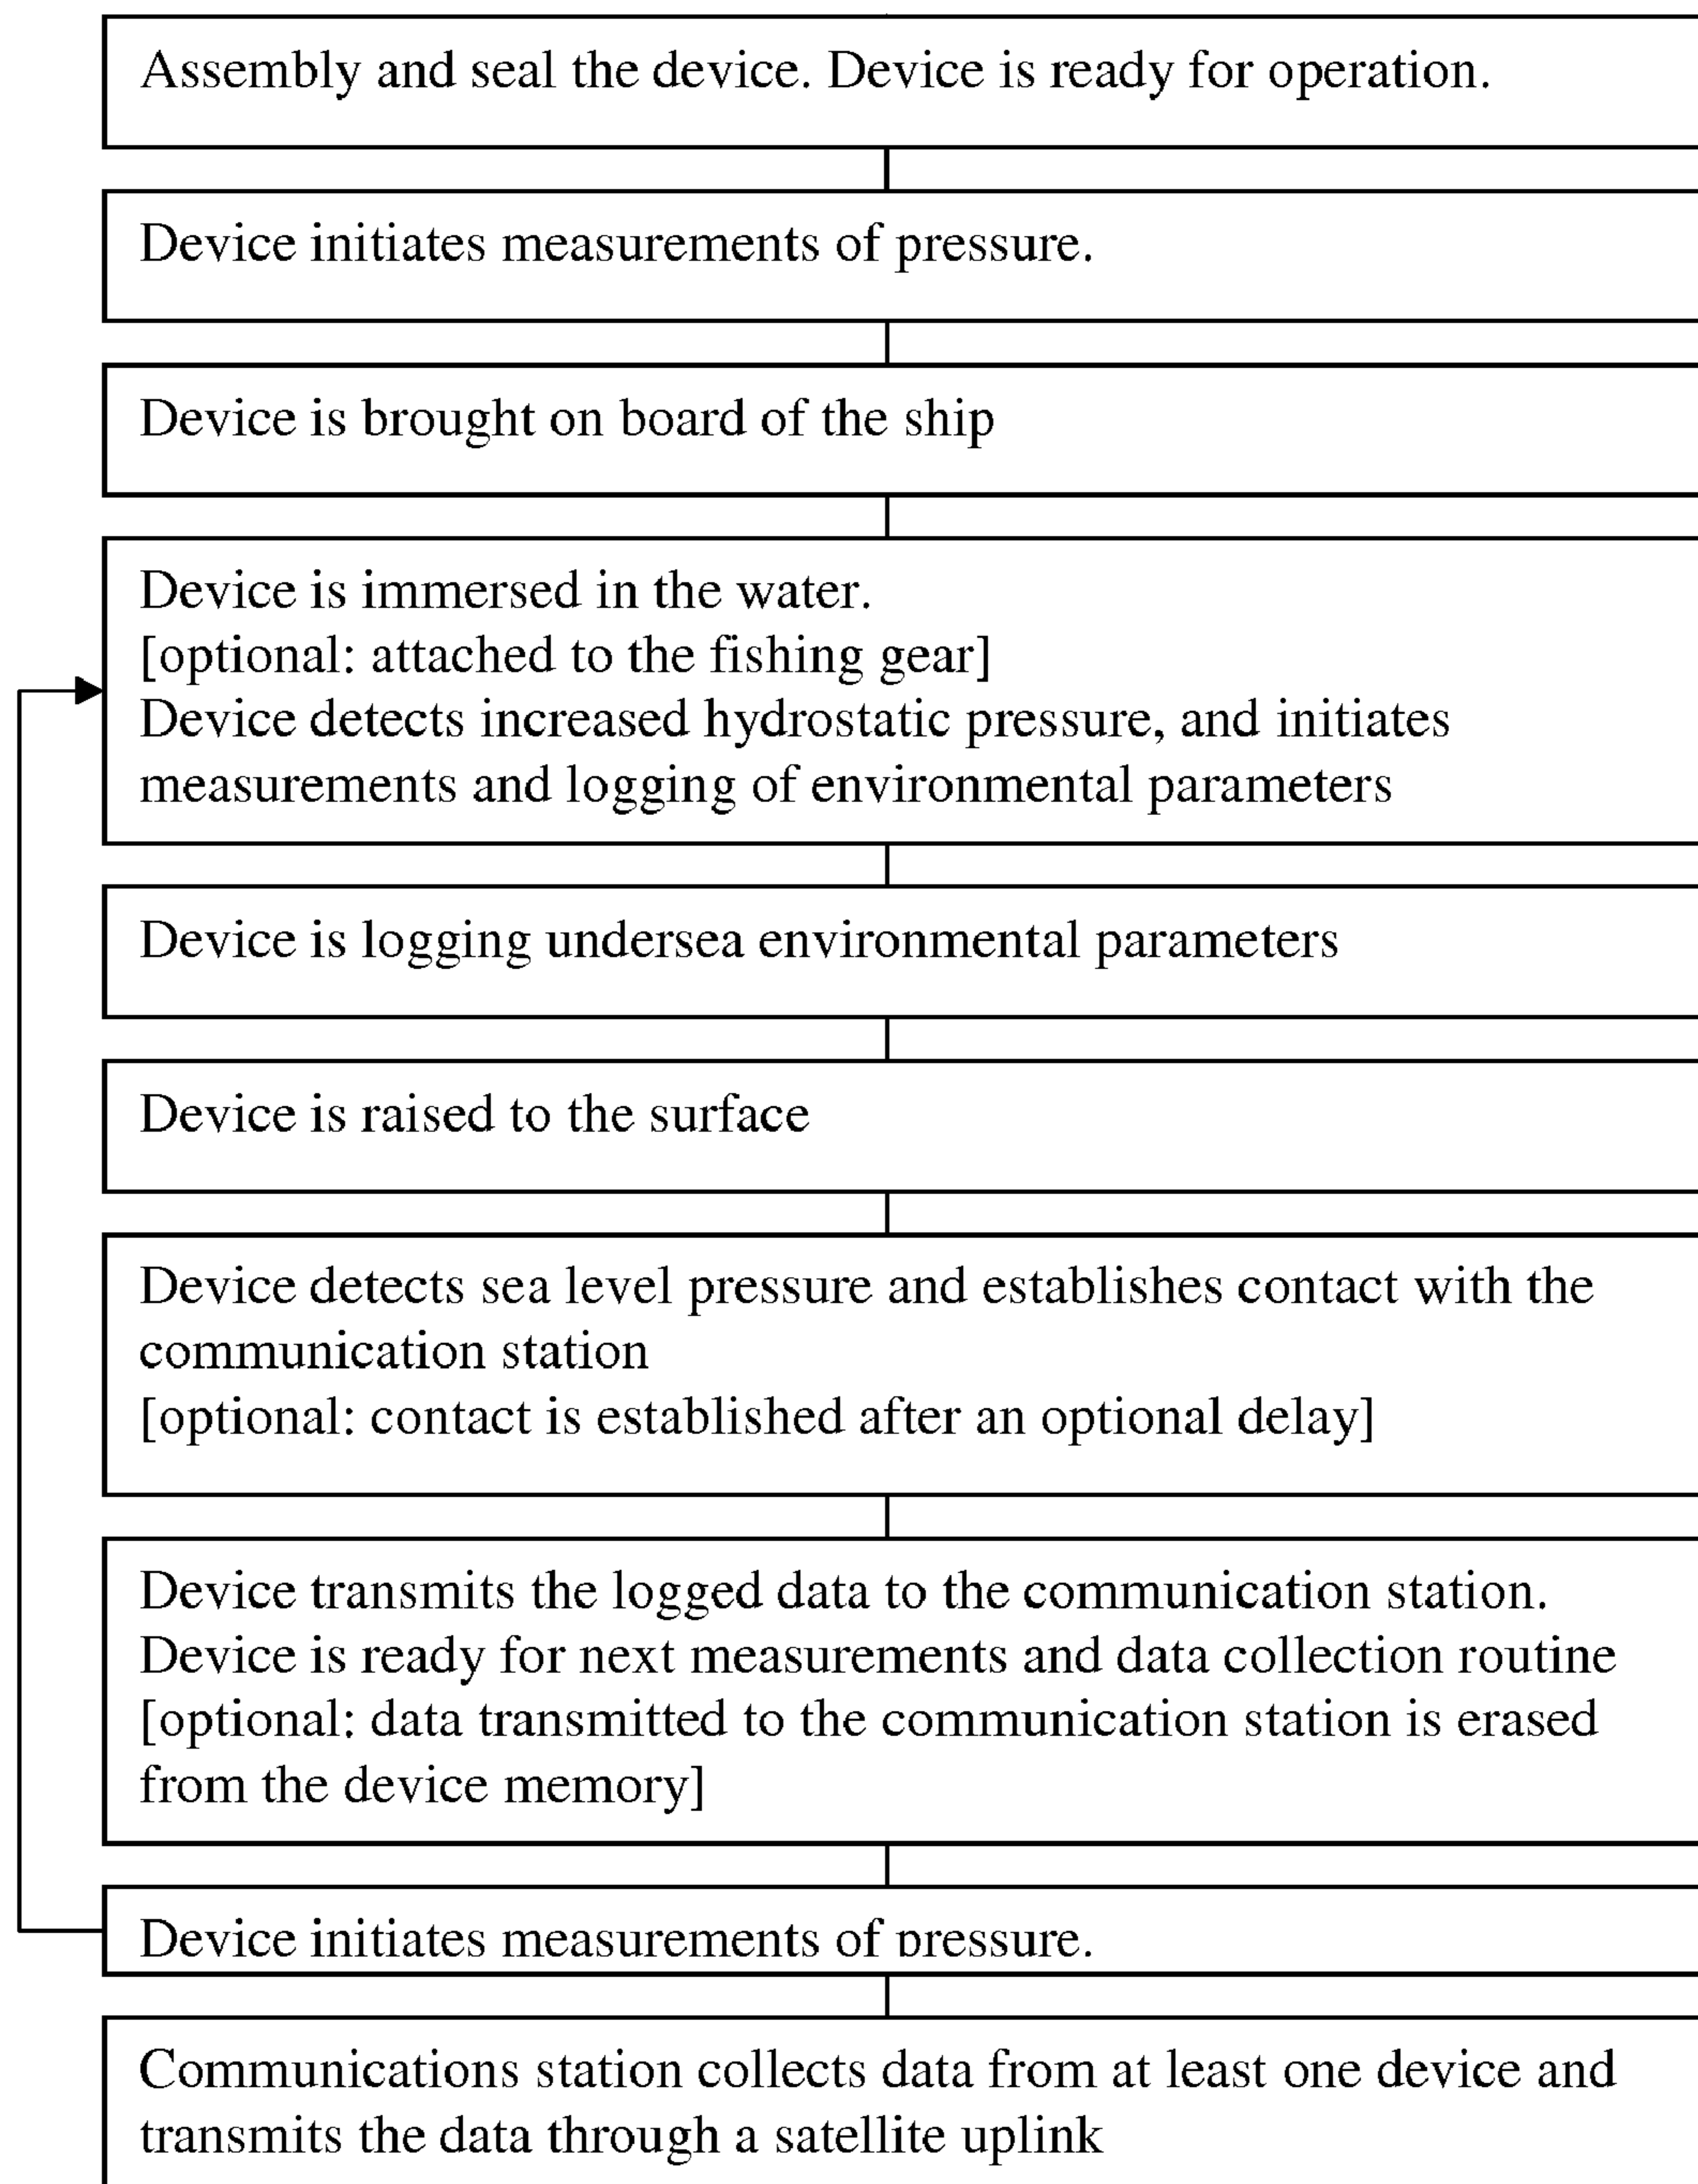 Assembly and seal the device. Device is ready for operation.
Device initiates measurements of pressure.
Device is brought on board of the ship
Device is immersed in the water.
[optional: attached to the fishing gear]
Device detects increased hydrostatic pressure, and initiates
measurements and logging of environmental parameters
Device is logging undersea environmental parameters
Device is raised to the surface
Device detects sea level pressure and establishes contact with the
communication station
[optional: contact is established after an optional delay]
Device transmits the logged data to the communication station.
Device is ready for next measurements and data collection routine
[optional: data transmitted to the communication station is erased
from the device memory]
Device initiates measurements of pressure.
Communications station collects data from at least one device and
transmits the data through a satellite uplink